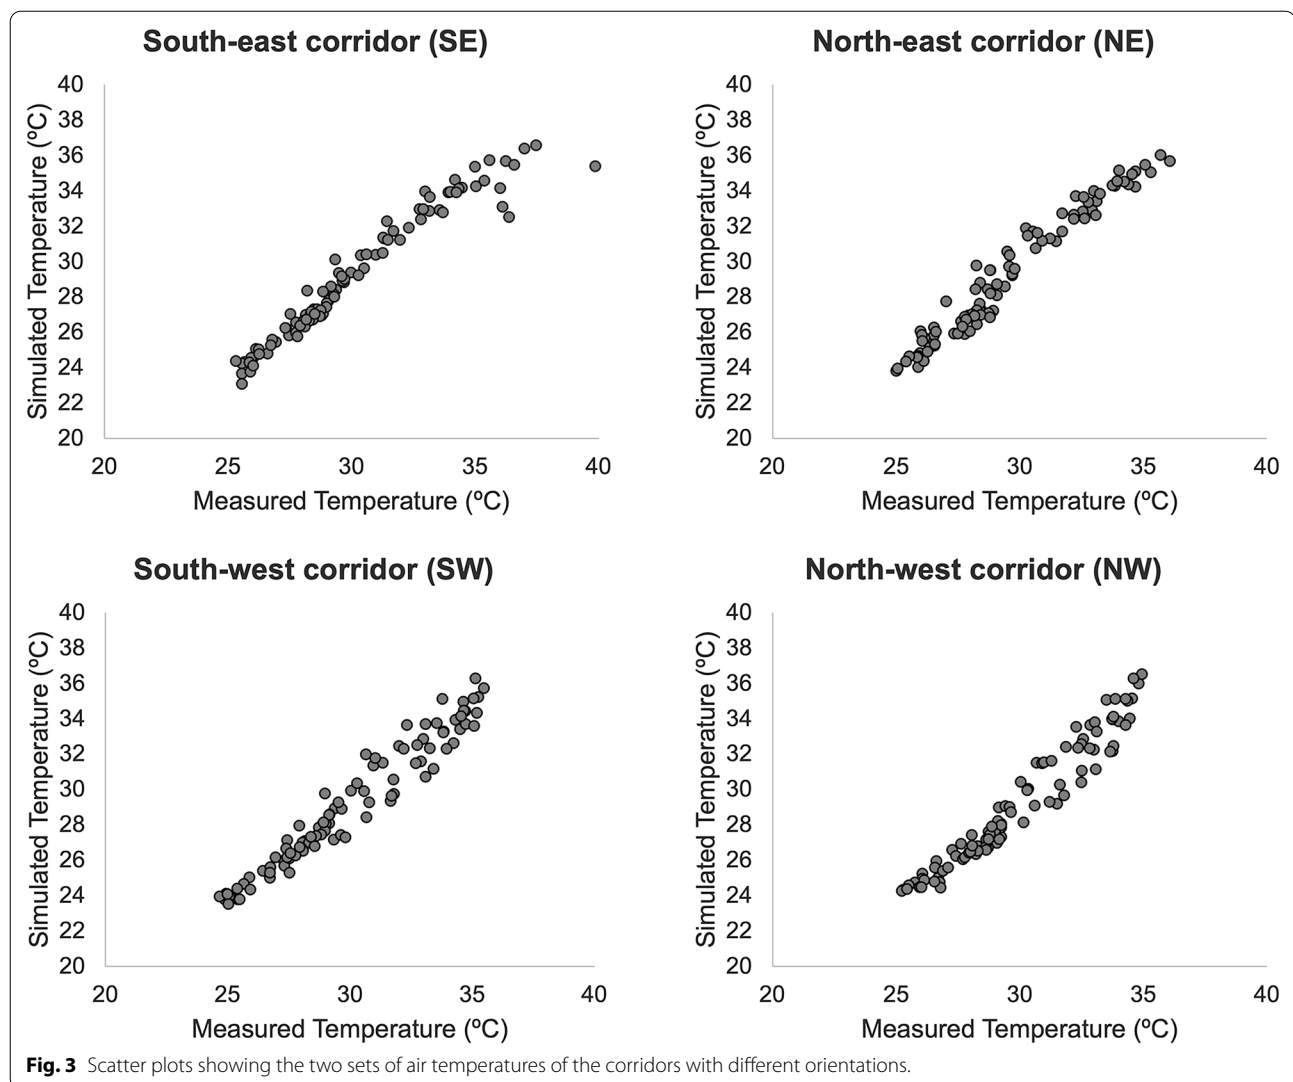 South-east corridor (SE)
40
38
36
34
32
30
28
26
24
22
20
Simulated Temperature (ºC)
20 25 30 35 40
Measured Temperature (ºC)
North-east corridor (NE)
40
38
36
34
32
30
28
26
24
22
20
Simulated Temperature (ºC)
20 25 30 35 40
Measured Temperature (ºC)
South-west corridor (SW)
40
38
36
34
32
30
28
26
24
22
20
Simulated Temperature (ºC)
20 25 30 35 40
Measured Temperature (ºC)
North-west corridor (NW)
40
38
36
34
32
30
28
26
24
22
20
Simulated Temperature (ºC)
20 25 30 35 40
Measured Temperature (ºC)
Fig. 3 Scatter plots showing the two sets of air temperatures of the corridors with different orientations.